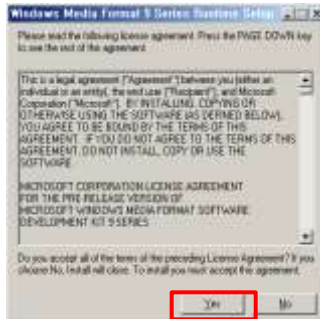 Windows Media Format 9 Series Runtime Setup
Please read the following license agreement. Press the PAGE DOWN key
to see the rest of the agreement.
This is a legal agreement ("Agreement") between you (either an
individual or an entity), the end user ("Recipient"), and Microsoft
Corporation ("Microsoft"). BY INSTALLING, COPYING OR
OTHERWISE USING THE SOFTWARE (AS DEFINED BELOW),
YOU AGREE TO BE BOUND BY THE TERMS OF THIS
AGREEMENT. IF YOU DO NOT AGREE TO THE TERMS OF THIS
AGREEMENT, DO NOT INSTALL, COPY OR USE THE
SOFTWARE
MICROSOFT CORPORATION LICENSE AGREEMENT
FOR THE PRE-RELEASE VERSION OF
MICROSOFT WINDOWS MEDIA FORMAT SOFTWARE
DEVELOPMENT KIT 9 SERIES
Do you accept all of the terms of the preceding License Agreement? If you
choose No, Install will close. To install you must accept this agreement.
Yes
No